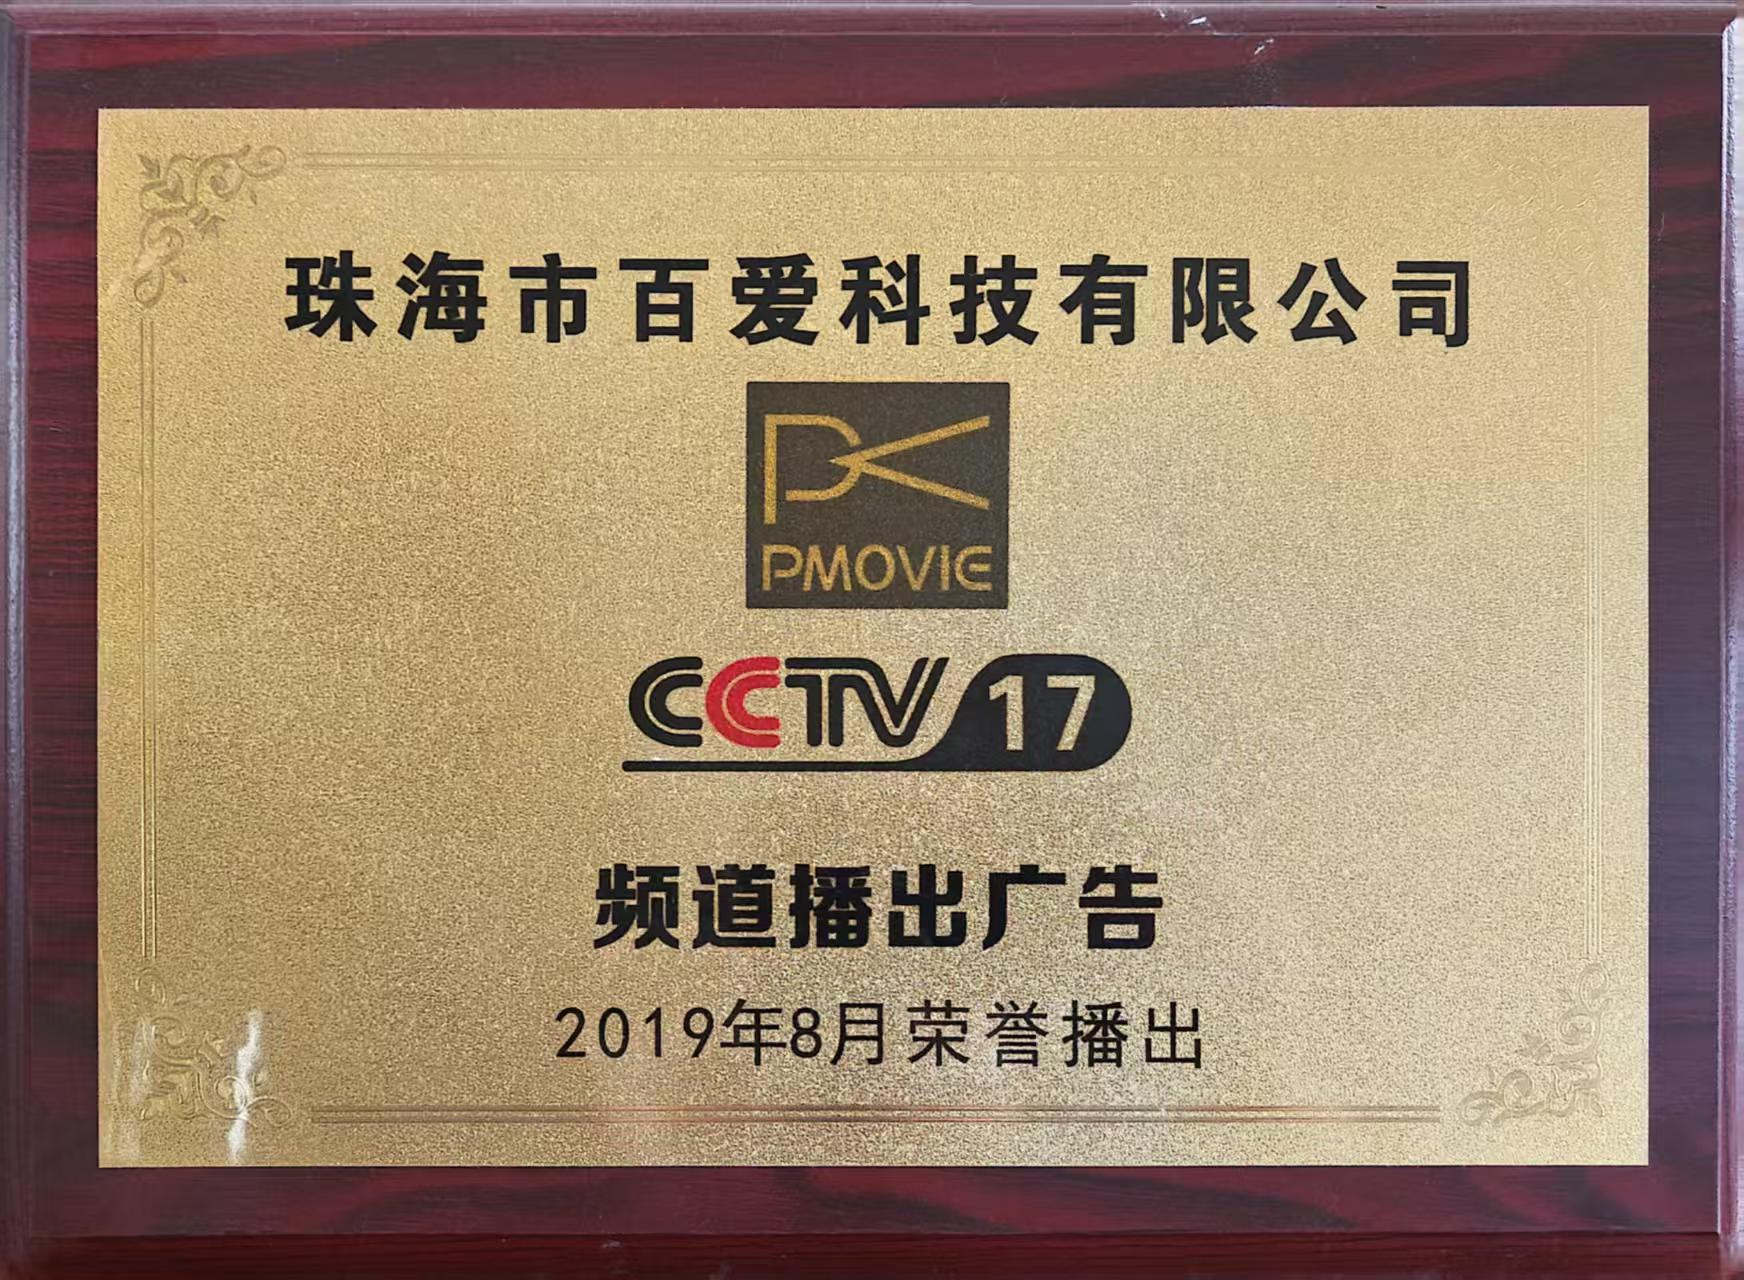 珠海市百爱科技有限公司
PMOVIE
CCTV 17
频道播出广告
2019年8月荣誉播出